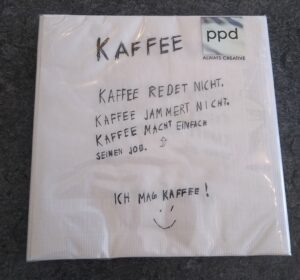 KAFFEE
ppd
ALWAYS CREATIVE
KAFFEE REDET NICHT.
KAFFEE JAMMERT NICHT.
KAFFEE MACHT EINFACH
SEINEN JOB.
ICH MAG KAFFEE!